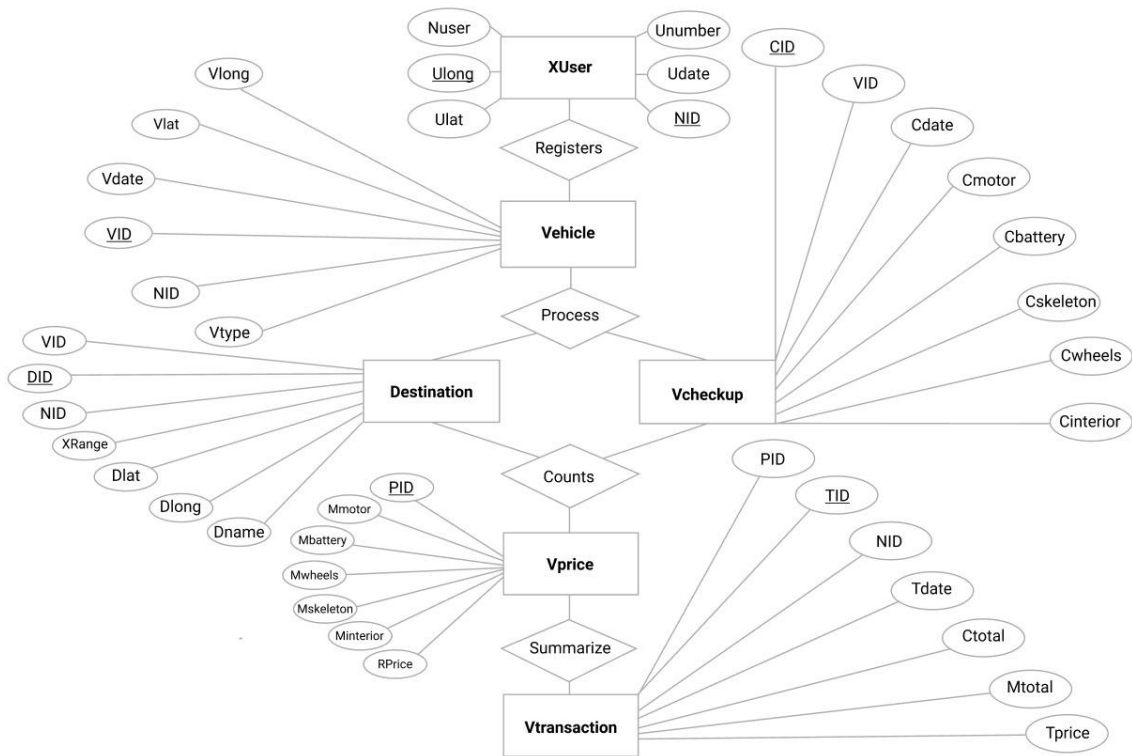 Nuser
Unumber
XUser
Ulong
Udate
Ulat
NID
CID
Vlong
VID
Vlat
Cdate
Registers
Vdate
Cmotor
VID
Vehicle
Cbattery
NID
Cskeleton
Process
Vtype
VID
Cwheels
DID
Destination
Vcheckup
NID
Cinterior
XRange
Dlat
Counts
PID
Dlong
PID
TID
Dname
Mmotor
Mbattery
NID
Vprice
Mwheels
Tdate
Mskeleton
Minterior
Ctotal
Summarize
RPrice
Mtotal
Vtransaction
Tprice